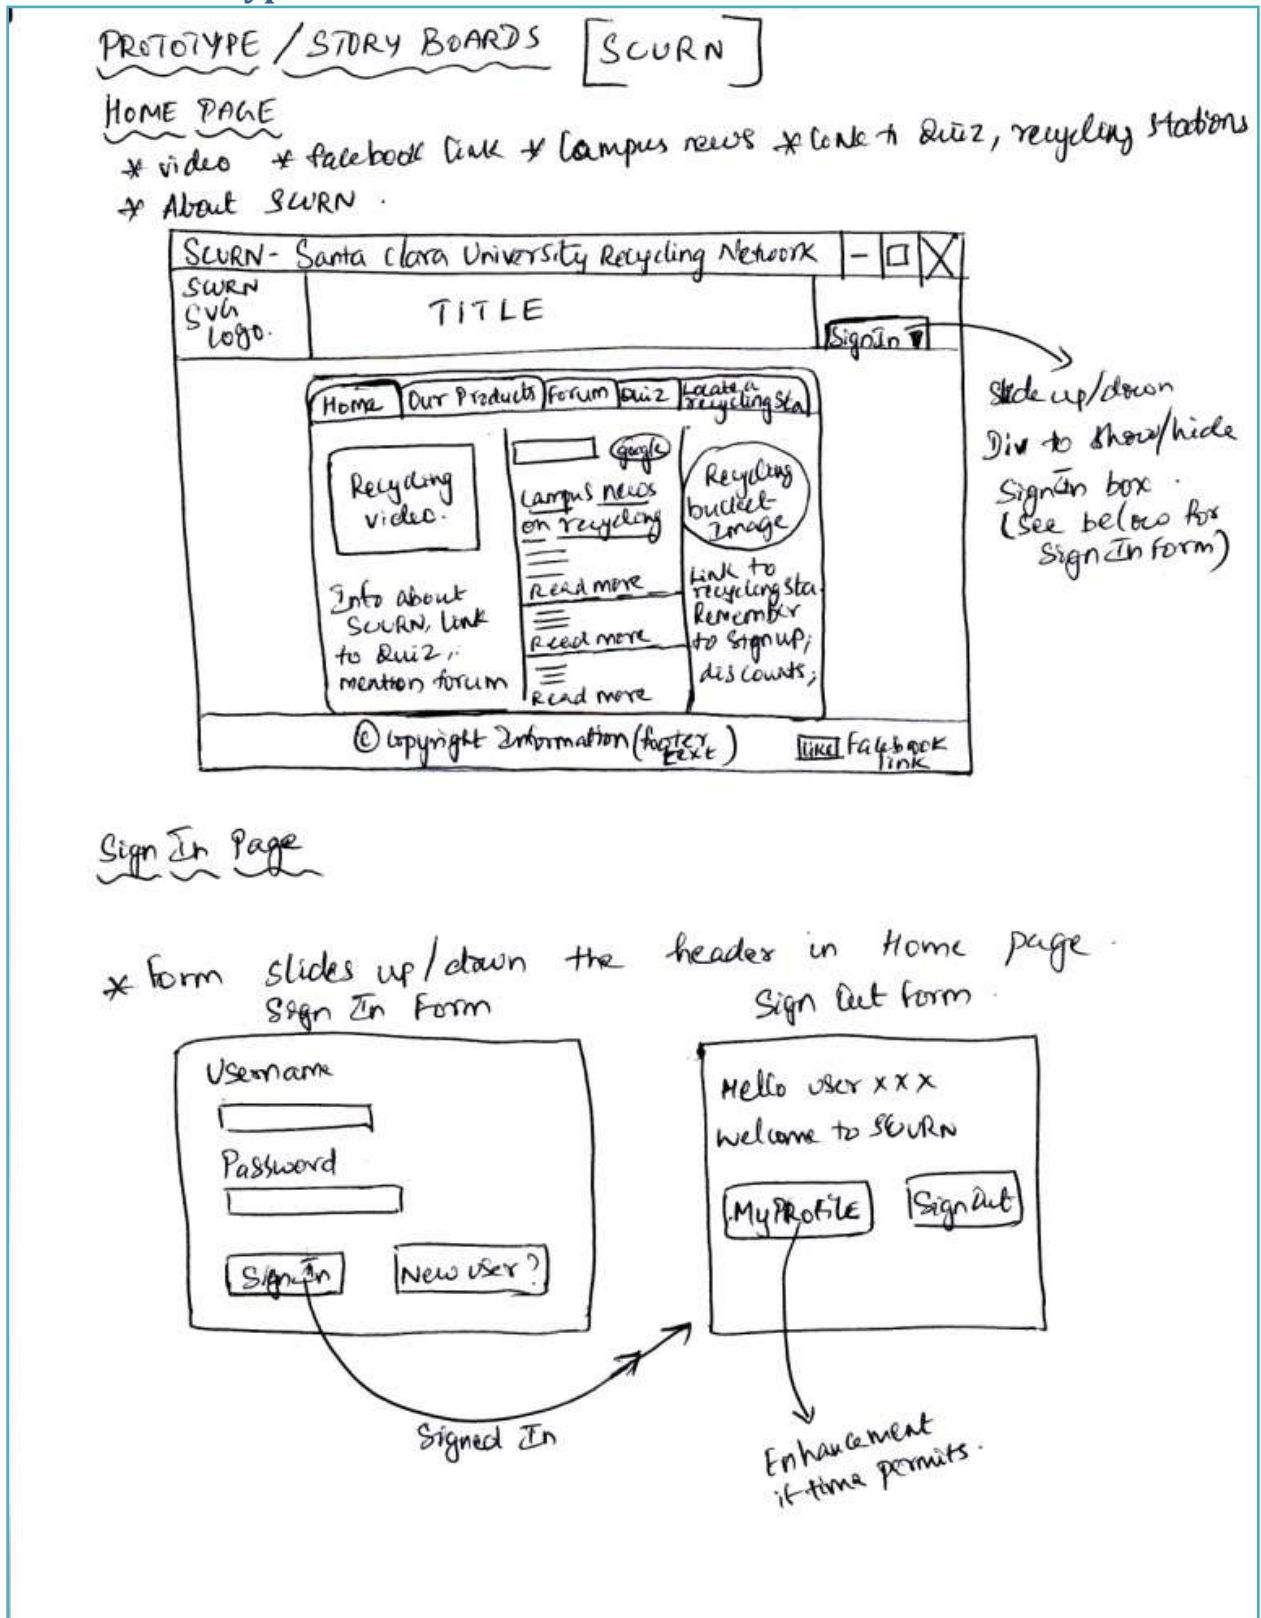 PROTOTYPE / STORY BOARDS [SCURN]
HOME PAGE
* video * facebook link * Campus news * link to Quiz, recycling stations
* About SCURN.
SCURN - Santa Clara University Recycling Network
SCURN
SVG
Logo.
TITLE
SignIn ▼
Slide up/down
Div to show/hide
SignIn box.
(See below for
SignIn Form)
Home Our Products Forum Quiz Locate a
recycling Sta
Recycling
video.
Info about
SCURN, link
to Quiz,
mention forum
google
Campus news
on recycling
Read more
Read more
Read more
Recycling
bucket
Image
Link to
recycling sta
Remember
to signup;
discounts;
© Copyright Information (footer
text)
LIKE Facebook
link
Sign In Page
* Form slides up/down the header in Home page.
Sign In Form
Username
Password
Sign In New user?
Sign Out Form.
Hello user x x x
welcome to SCURN
My PROFILE Sign Out
Signed In
Enhancement
if time permits.